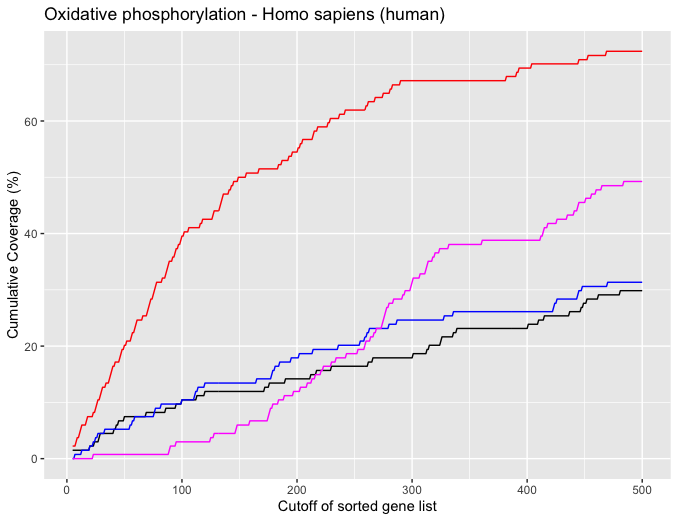 Oxidative phosphorylation - Homo sapiens (human)
Cumulative Coverage (%)
60
40
20
0
0 100 200 300 400 500
Cutoff of sorted gene list